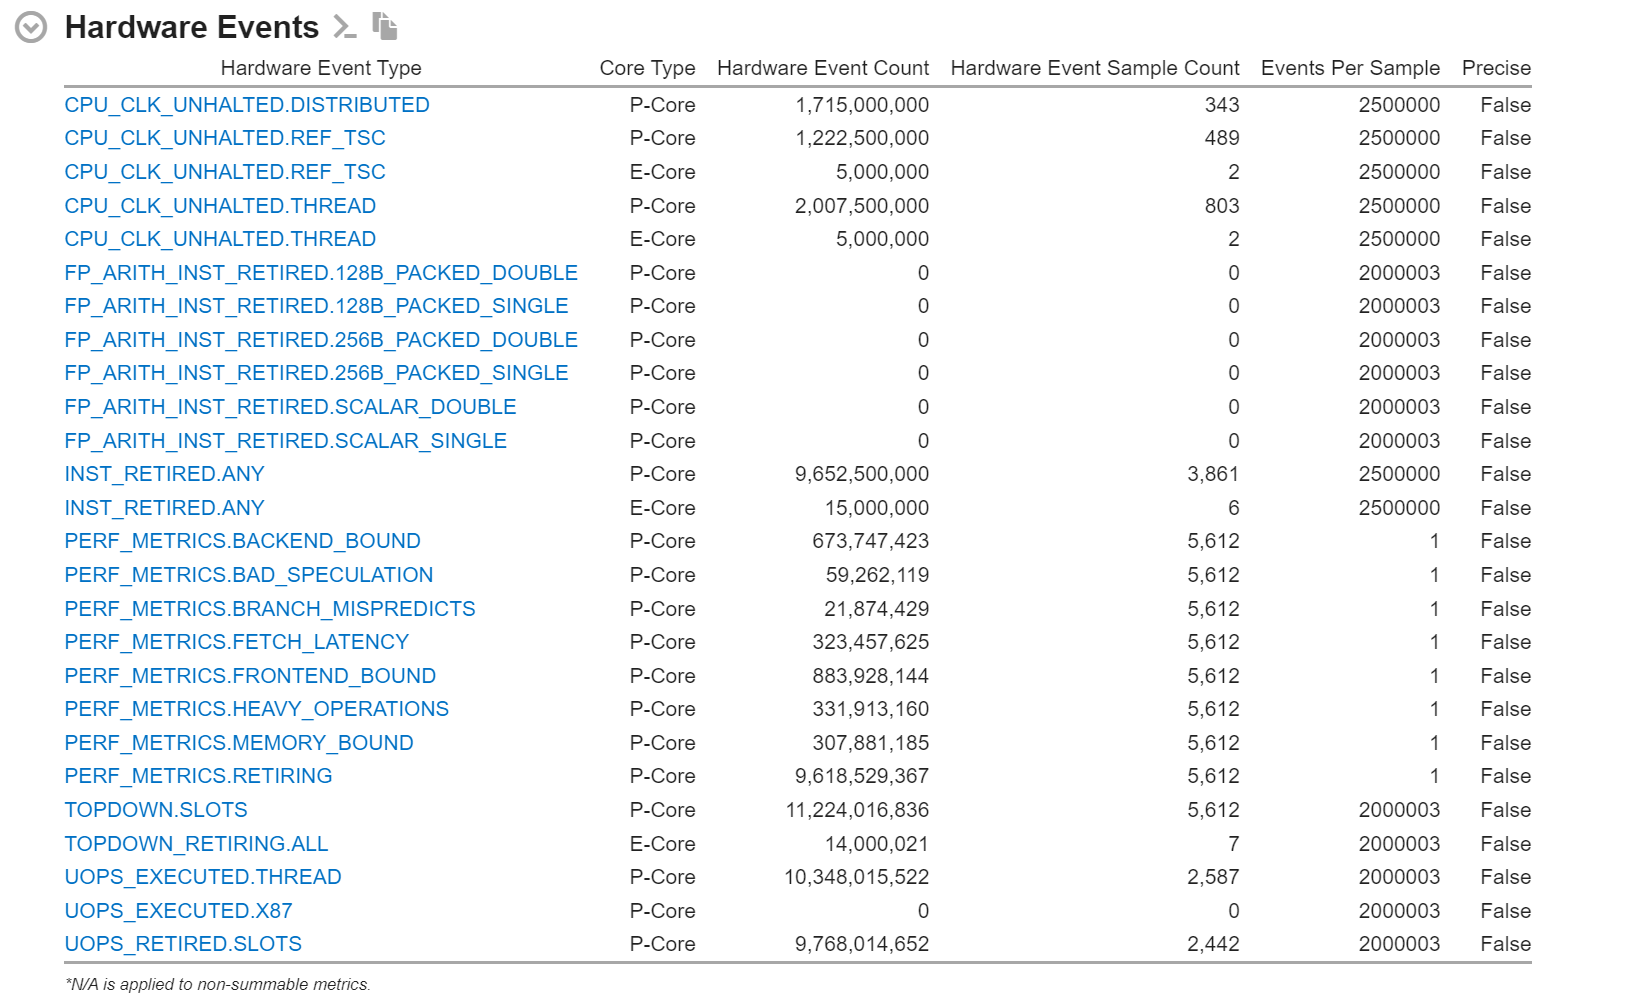 Hardware Events
Hardware Event Type Core Type Hardware Event Count Hardware Event Sample Count Events Per Sample Precise
CPU_CLK_UNHALTED.DISTRIBUTED P-Core 1,715,000,000 343 2500000 False
CPU_CLK_UNHALTED.REF_TSC P-Core 1,222,500,000 489 2500000 False
CPU_CLK_UNHALTED.REF_TSC E-Core 5,000,000 2 2500000 False
CPU_CLK_UNHALTED.THREAD P-Core 2,007,500,000 803 2500000 False
CPU_CLK_UNHALTED.THREAD E-Core 5,000,000 2 2500000 False
FP_ARITH_INST_RETIRED.128B_PACKED_DOUBLE P-Core 0 0 2000003 False
FP_ARITH_INST_RETIRED.128B_PACKED_SINGLE P-Core 0 0 2000003 False
FP_ARITH_INST_RETIRED.256B_PACKED_DOUBLE P-Core 0 0 2000003 False
FP_ARITH_INST_RETIRED.256B_PACKED_SINGLE P-Core 0 0 2000003 False
FP_ARITH_INST_RETIRED.SCALAR_DOUBLE P-Core 0 0 2000003 False
FP_ARITH_INST_RETIRED.SCALAR_SINGLE P-Core 0 0 2000003 False
INST_RETIRED.ANY P-Core 9,652,500,000 3,861 2500000 False
INST_RETIRED.ANY E-Core 15,000,000 6 2500000 False
PERF_METRICS.BACKEND_BOUND P-Core 673,747,423 5,612 1 False
PERF_METRICS.BAD_SPECULATION P-Core 59,262,119 5,612 1 False
PERF_METRICS.BRANCH_MISPREDICTS P-Core 21,874,429 5,612 1 False
PERF_METRICS.FETCH_LATENCY P-Core 323,457,625 5,612 1 False
PERF_METRICS.FRONTEND_BOUND P-Core 883,928,144 5,612 1 False
PERF_METRICS.HEAVY_OPERATIONS P-Core 331,913,160 5,612 1 False
PERF_METRICS.MEMORY_BOUND P-Core 307,881,185 5,612 1 False
PERF_METRICS.RETIRING P-Core 9,618,529,367 5,612 1 False
TOPDOWN.SLOTS P-Core 11,224,016,836 5,612 2000003 False
TOPDOWN_RETIRING.ALL E-Core 14,000,021 7 2000003 False
UOPS_EXECUTED.THREAD P-Core 10,348,015,522 2,587 2000003 False
UOPS_EXECUTED.X87 P-Core 0 0 2000003 False
UOPS_RETIRED.SLOTS P-Core 9,768,014,652 2,442 2000003 False
*N/A is applied to non-summable metrics.